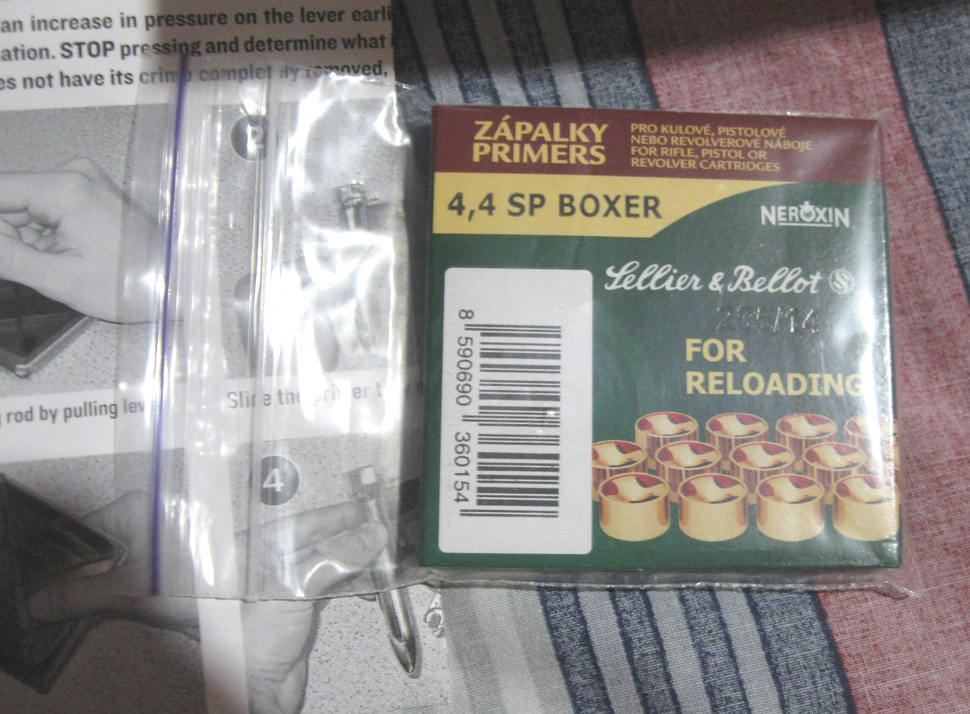 an increase in pressure on the lever earli
ation. STOP pressing and determine what
es not have its crimp completely removed,
ZÁPALKY
PRIMERS
PRO KULOVÉ, PISTOLOVÉ
NEBO REVOLVEROVÉ NÁBOJE
FOR RIFLE, PISTOL OR
REVOLVER CARTRIDGES
4,4 SP BOXER
NEROXIN
Sellier & Bellot S
FOR
RELOADING
8 590690 360154
g rod by pulling lev
Slide the primer
4